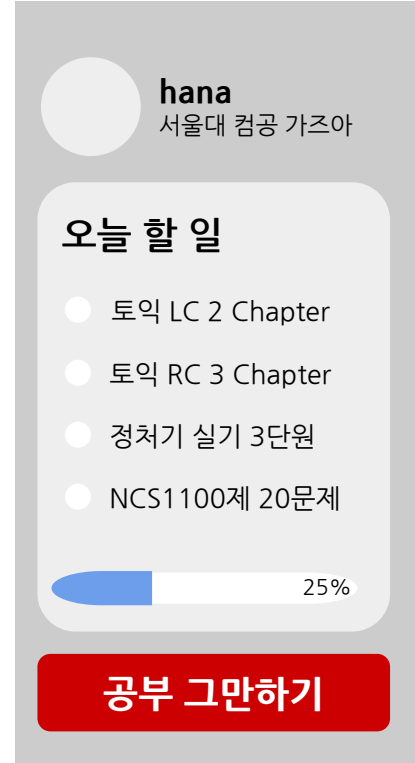 hana
서울대 컴공 가즈아
오늘 할 일
토익 LC 2 Chapter
토익 RC 3 Chapter
정처기 실기 3단원
NCS1100제 20문제
25%
공부 그만하기